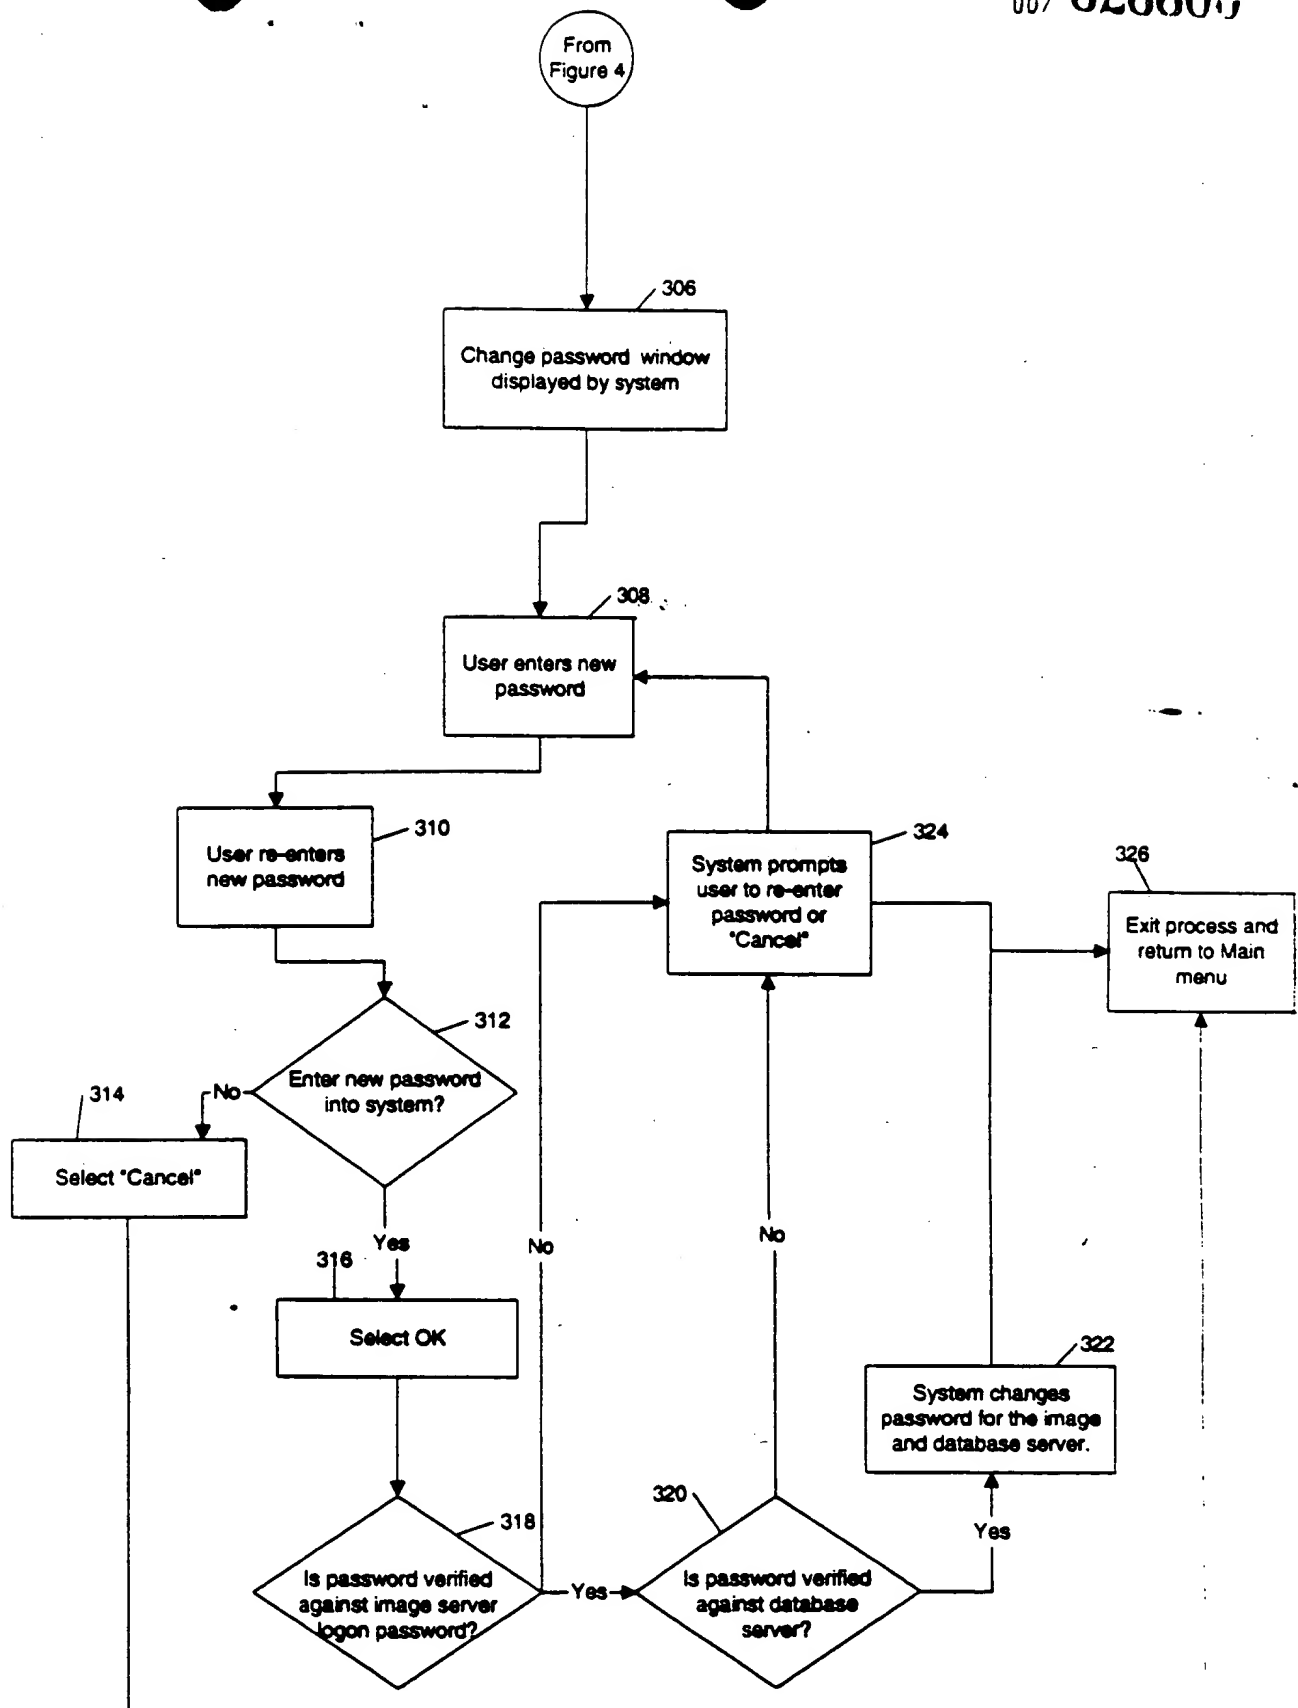 From
Figure 4
306
Change password window
displayed by system
308
User enters new
password
310
User re-enters
new password
324
System prompts
user to re-enter
password or
"Cancel"
326
Exit process and
return to Main
menu
312
Enter new password
into system?
No
314
Select "Cancel"
Yes
316
Select OK
No
No
322
System changes
password for the image
and database server.
318
Is password verified
against image server
logon password?
Yes
320
Is password verified
against database
server?
Yes